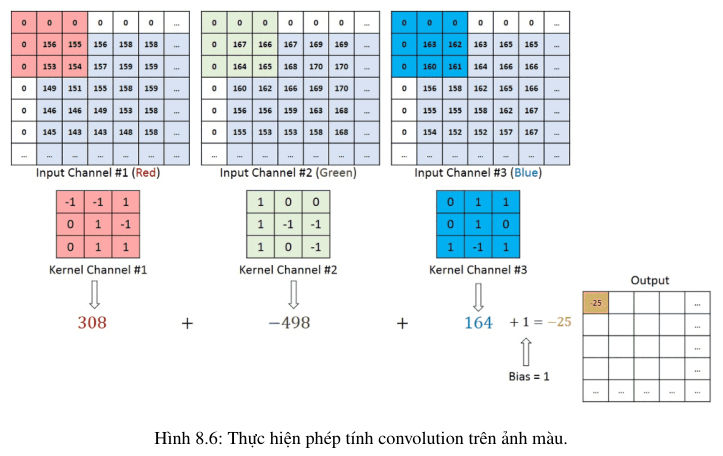 0 0 0 0 0 0 ...
0 156 155 156 158 158 ...
0 153 154 157 159 159 ...
0 149 151 155 158 159 ...
0 146 146 149 153 158 ...
0 145 143 143 148 158 ...
... ... ... ... ... ... ...
Input Channel #1 (Red)
0 0 0 0 0 0 ...
0 167 166 167 169 169 ...
0 164 165 168 170 170 ...
0 160 162 166 169 170 ...
0 156 156 159 163 168 ...
0 155 153 153 158 168 ...
... ... ... ... ... ... ...
Input Channel #2 (Green)
0 0 0 0 0 0 ...
0 163 162 163 165 165 ...
0 160 161 164 166 166 ...
0 156 158 162 165 166 ...
0 155 155 158 162 167 ...
0 154 152 152 157 167 ...
... ... ... ... ... ... ...
Input Channel #3 (Blue)
-1 -1 1
0 1 -1
0 1 1
Kernel Channel #1
1 0 0
1 -1 -1
1 0 -1
Kernel Channel #2
0 1 1
0 1 0
1 -1 1
Kernel Channel #3
308 + −498 + 164 + 1 = −25
Bias = 1
Output
-25 ...
...
...
...
... ... ... ... ...
Hình 8.6: Thực hiện phép tính convolution trên ảnh màu.